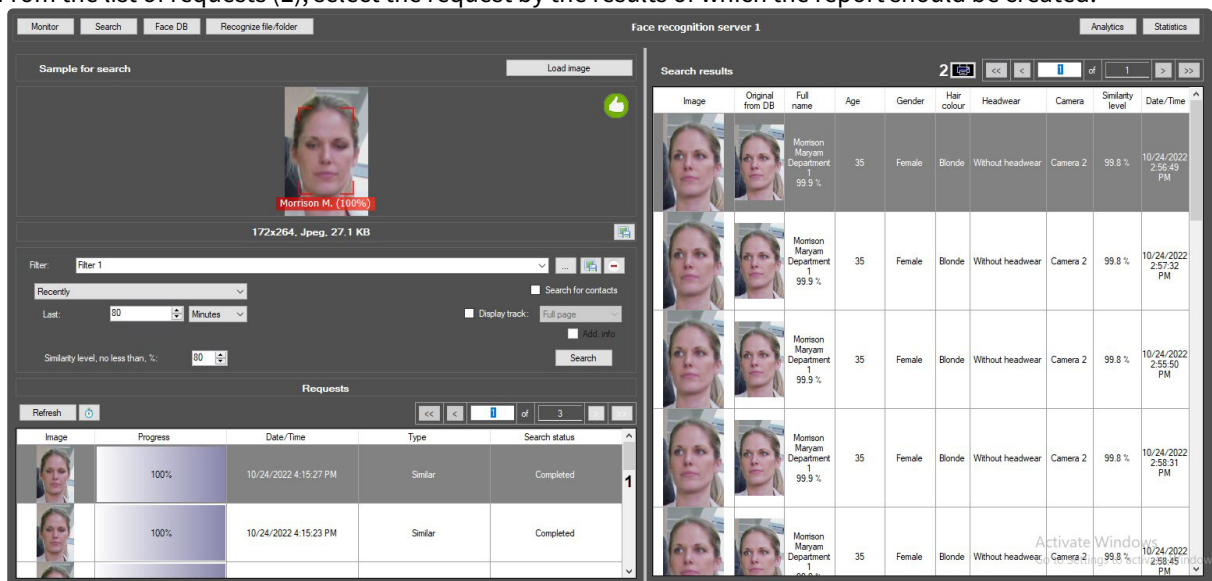 From the list of requests (2), select the request by the results of which the report should be created.
Monitor Search Face DB Recognize file/folder Face recognition server 1 Analytics Statistics
Sample for search Load image
Morrison M. (100%)
172x264, Jpeg, 27.1 KB
Filter: Filter 1 ...
Recently Search for contacts
Last: 80 Minutes Display track: Full page
Add. info
Similarity level, no less than, %: 80 Search
Requests
Refresh << < 1 of 3 > >>
Image Progress Date/Time Type Search status
100% 10/24/2022 4:15:27 PM Similar Completed 1
100% 10/24/2022 4:15:23 PM Similar Completed
Search results 2 << < 1 of 1 > >>
Image Original from DB Full name Age Gender Hair colour Headwear Camera Similarity level Date/Time
Morrison Maryam Department 1 99.9 % 35 Female Blonde Without headwear Camera 2 99.8 % 10/24/2022 2:56:49 PM
Morrison Maryam Department 1 99.9 % 35 Female Blonde Without headwear Camera 2 99.8 % 10/24/2022 2:57:32 PM
Morrison Maryam Department 1 99.9 % 35 Female Blonde Without headwear Camera 2 99.8 % 10/24/2022 2:55:50 PM
Morrison Maryam Department 1 99.9 % 35 Female Blonde Without headwear Camera 2 99.8 % 10/24/2022 2:58:31 PM
Morrison Maryam Department 1 35 Female Blonde Without headwear Camera 2 99.8 % 10/24/2022 2:58:45 PM
Activate Windows
Go to Settings to activate Windows